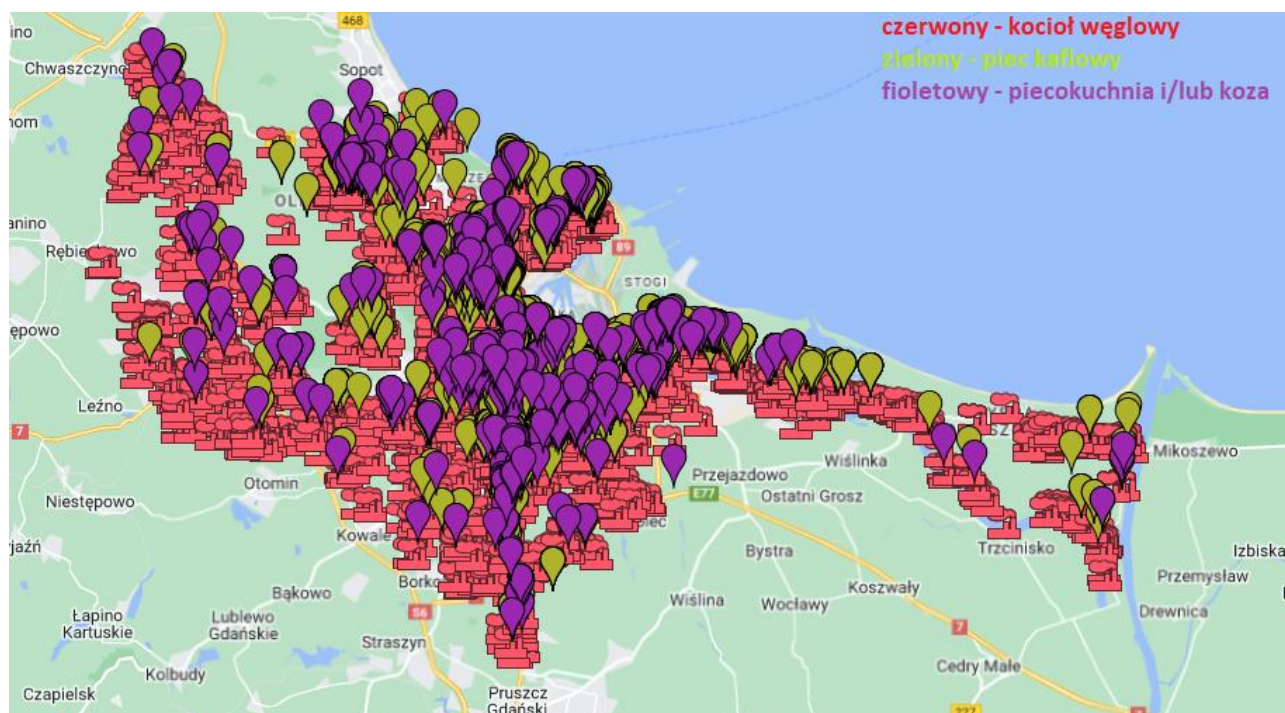 czerwony - kocioł węglowy
zielony - piec kaflowy
fioletowy - piecokuchnia i/lub koza
468
Sopot
Chwaszczyno
Rębiechowo
89
STOGI
Leźno
7
Niestępowo
Otomin
Kowale
Przejazdowo
Wiślinka
Mikoszewo
E77
Ostatni Grosz
Bystra
Trzcinisko
Izbiska
Przemysław
Koszwały
Bąkowo
S6
Wiślina
Wocławy
Drewnica
Łapino
Kartuskie
Lublewo
Gdańskie
Straszyn
7
Kolbudy
Cedry Małe
Czapielsk
Pruszcz
Gdański
7